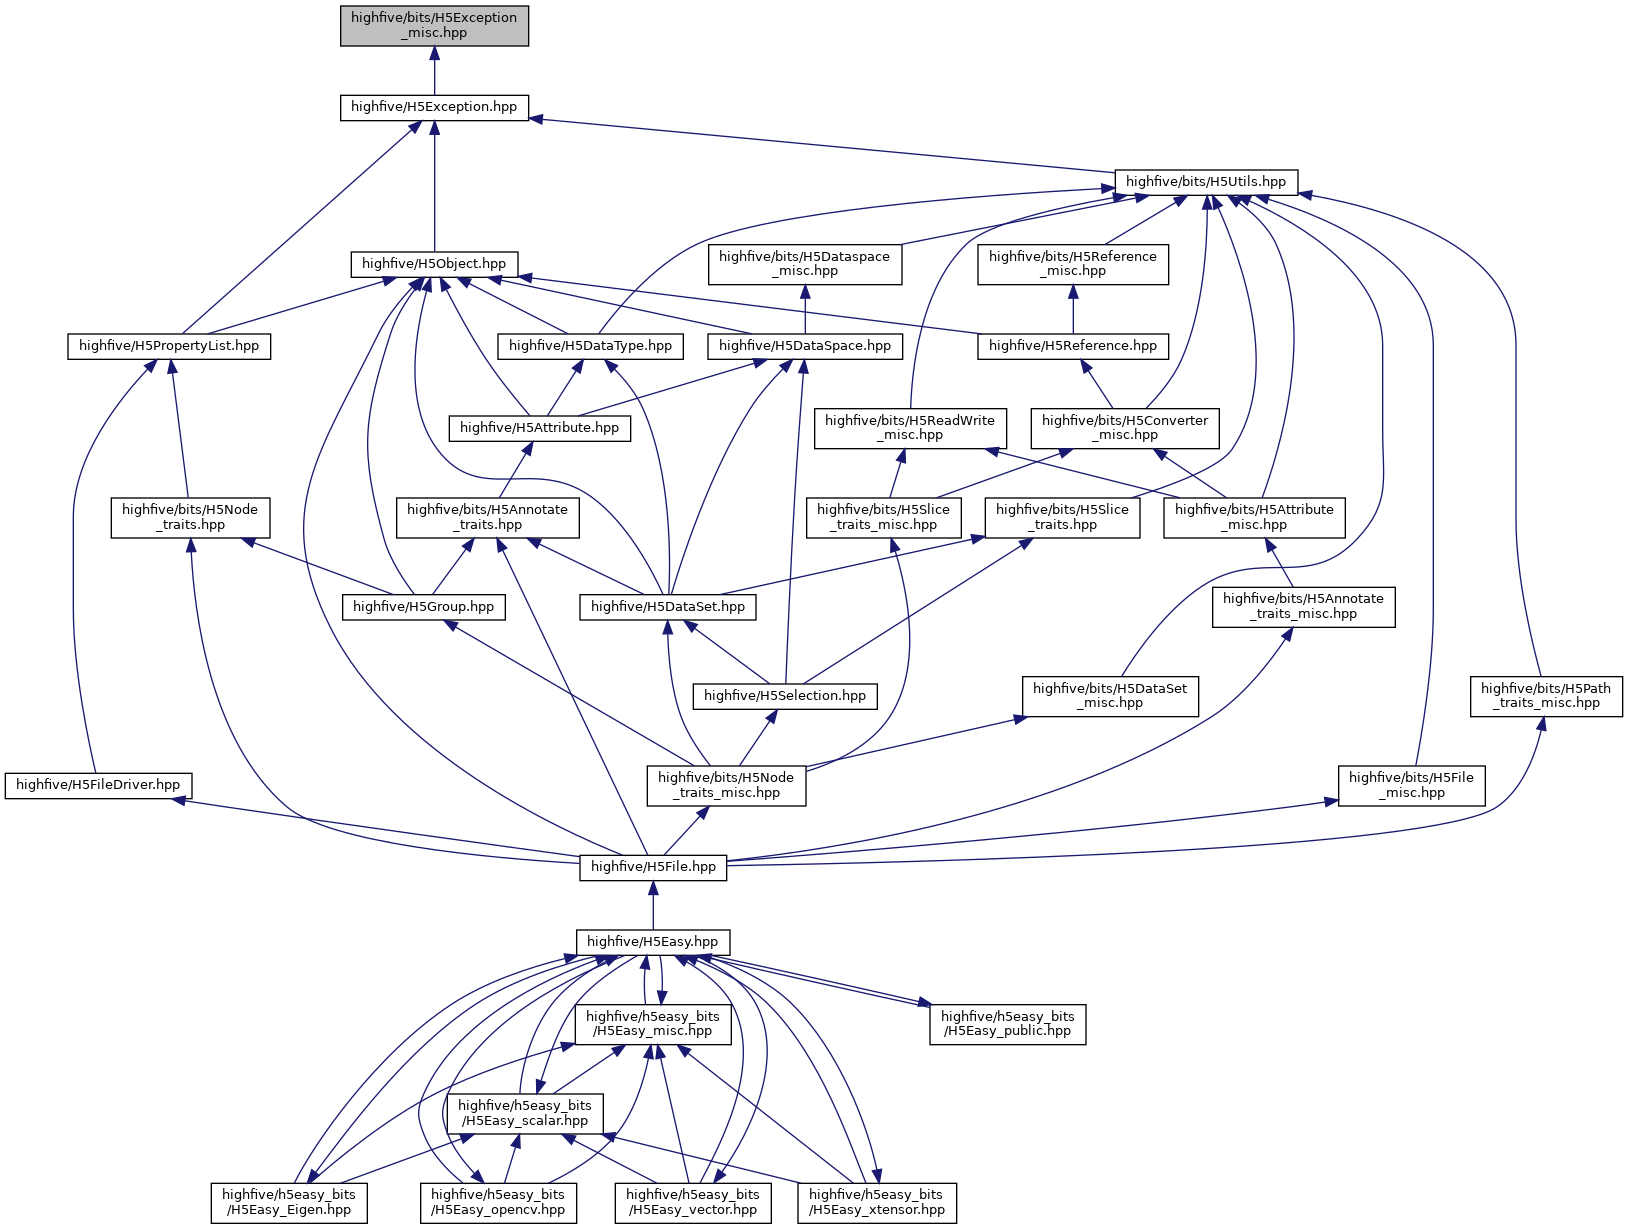 highfive/bits/H5Exception
_misc.hpp
highfive/H5Exception.hpp
highfive/bits/H5Utils.hpp
highfive/H5Object.hpp
highfive/bits/H5Dataspace
_misc.hpp
highfive/bits/H5Reference
_misc.hpp
highfive/H5PropertyList.hpp
highfive/H5DataType.hpp
highfive/H5DataSpace.hpp
highfive/H5Reference.hpp
highfive/H5Attribute.hpp
highfive/bits/H5ReadWrite
_misc.hpp
highfive/bits/H5Converter
_misc.hpp
highfive/bits/H5Node
_traits.hpp
highfive/bits/H5Annotate
_traits.hpp
highfive/bits/H5Slice
_traits_misc.hpp
highfive/bits/H5Slice
_traits.hpp
highfive/bits/H5Attribute
_misc.hpp
highfive/H5Group.hpp
highfive/H5DataSet.hpp
highfive/bits/H5Annotate
_traits_misc.hpp
highfive/H5Selection.hpp
highfive/bits/H5DataSet
_misc.hpp
highfive/bits/H5Path
_traits_misc.hpp
highfive/H5FileDriver.hpp
highfive/bits/H5Node
_traits_misc.hpp
highfive/bits/H5File
_misc.hpp
highfive/H5File.hpp
highfive/H5Easy.hpp
highfive/h5easy_bits
/H5Easy_misc.hpp
highfive/h5easy_bits
/H5Easy_public.hpp
highfive/h5easy_bits
/H5Easy_scalar.hpp
highfive/h5easy_bits
/H5Easy_Eigen.hpp
highfive/h5easy_bits
/H5Easy_opencv.hpp
highfive/h5easy_bits
/H5Easy_vector.hpp
highfive/h5easy_bits
/H5Easy_xtensor.hpp